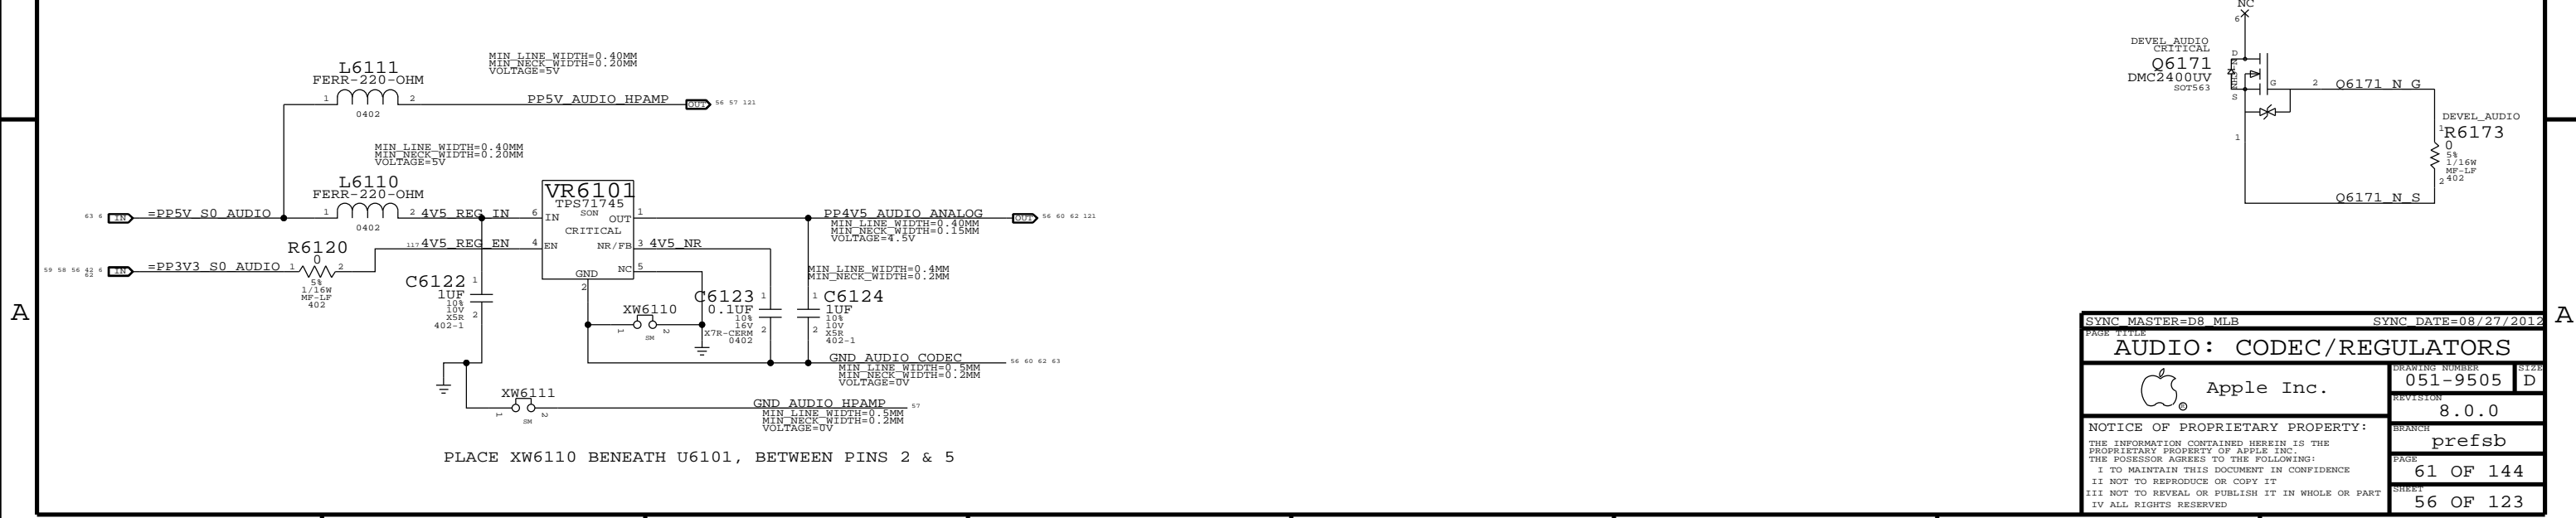 MIN_LINE_WIDTH=0.40MM
MIN_NECK_WIDTH=0.20MM
VOLTAGE=5V
L6111
FERR-220-OHM
1 2
0402
PP5V_AUDIO_HPAMP
OUT
56 57 121
MIN_LINE_WIDTH=0.40MM
MIN_NECK_WIDTH=0.20MM
VOLTAGE=5V
L6110
FERR-220-OHM
63 6
IN
=PP5V_S0_AUDIO
1 2
0402
4V5_REG_IN
VR6101
TPS71745
SON
CRITICAL
6 IN
OUT 1
4 EN
NR/FB 3
NC 5
GND
2
PP4V5_AUDIO_ANALOG
OUT
56 60 62 121
MIN_LINE_WIDTH=0.40MM
MIN_NECK_WIDTH=0.15MM
VOLTAGE=4.5V
117 4V5_REG_EN
4V5_NR
59 58 56 42 6
62
IN
=PP3V3_S0_AUDIO
R6120
0
1 2
5%
1/16W
MF-LF
402
MIN_LINE_WIDTH=0.4MM
MIN_NECK_WIDTH=0.2MM
C6122
1UF
10%
10V
X5R
402-1
1
2
XW6110
1 2
SM
C6123
0.1UF
10%
16V
X7R-CERM
0402
1
2
C6124
1UF
10%
10V
X5R
402-1
1
2
GND_AUDIO_CODEC
56 60 62 63
MIN_LINE_WIDTH=0.5MM
MIN_NECK_WIDTH=0.2MM
VOLTAGE=0V
XW6111
1 2
SM
GND_AUDIO_HPAMP
57
MIN_LINE_WIDTH=0.5MM
MIN_NECK_WIDTH=0.2MM
VOLTAGE=0V
PLACE XW6110 BENEATH U6101, BETWEEN PINS 2 & 5
NC
6
DEVEL_AUDIO
CRITICAL
Q6171
DMC2400UV
SOT563
D
G
S
2
Q6171_N_G
1
DEVEL_AUDIO
R6173
0
5%
1/16W
MF-LF
402
1
2
Q6171_N_S
A
A
SYNC_MASTER=D8_MLB
SYNC_DATE=08/27/2012
PAGE TITLE
AUDIO: CODEC/REGULATORS
Apple Inc.
DRAWING NUMBER
051-9505
SIZE
D
REVISION
8.0.0
BRANCH
prefsb
PAGE
61 OF 144
SHEET
56 OF 123
NOTICE OF PROPRIETARY PROPERTY:
THE INFORMATION CONTAINED HEREIN IS THE
PROPRIETARY PROPERTY OF APPLE INC.
THE POSESSOR AGREES TO THE FOLLOWING:
I TO MAINTAIN THIS DOCUMENT IN CONFIDENCE
II NOT TO REPRODUCE OR COPY IT
III NOT TO REVEAL OR PUBLISH IT IN WHOLE OR PART
IV ALL RIGHTS RESERVED